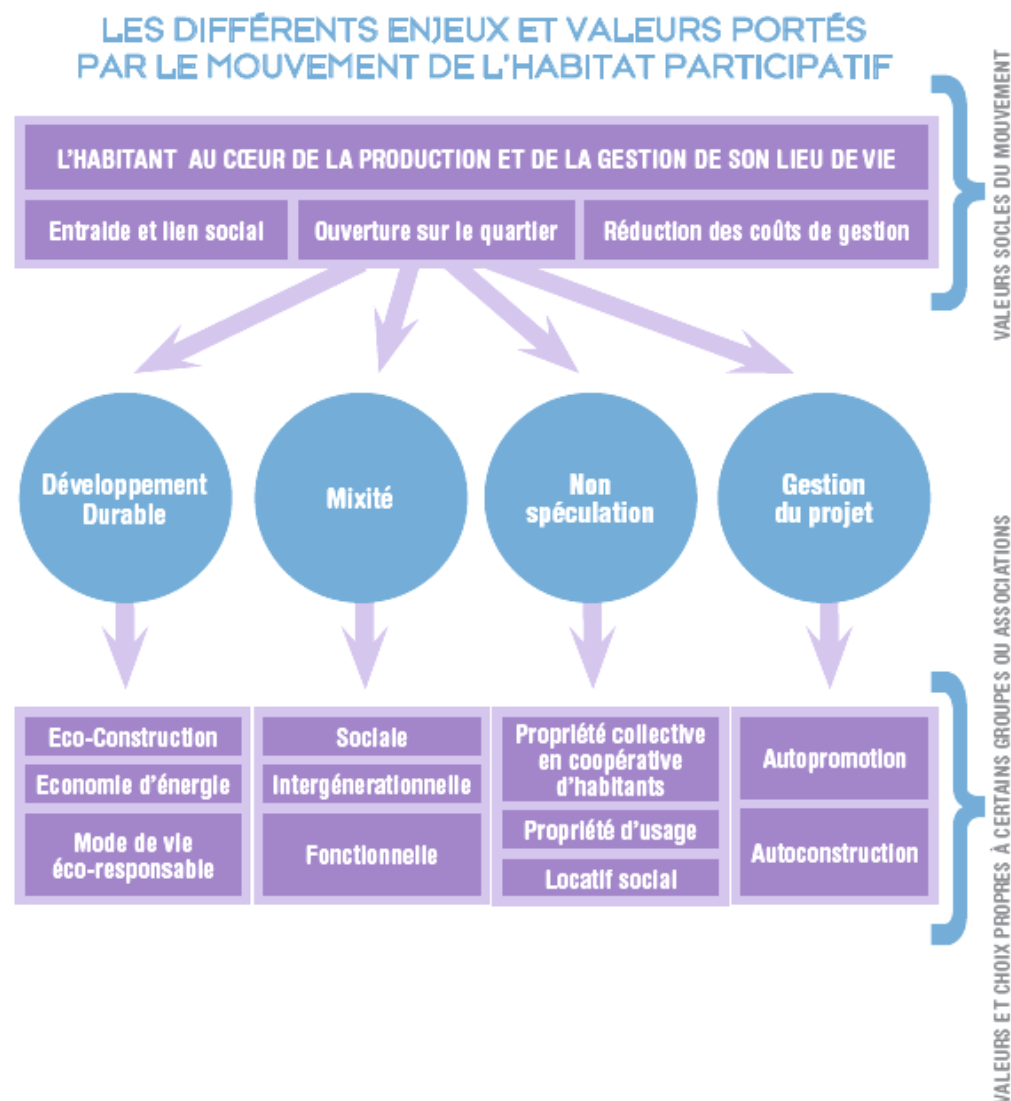 LES DIFFÉRENTS ENJEUX ET VALEURS PORTÉS
PAR LE MOUVEMENT DE L'HABITAT PARTICIPATIF
L'HABITANT AU CŒUR DE LA PRODUCTION ET DE LA GESTION DE SON LIEU DE VIE
Entraide et lien social
Ouverture sur le quartier
Réduction des coûts de gestion
VALEURS SOCLES DU MOUVEMENT
Développement
Durable
Mixité
Non
spéculation
Gestion
du projet
Eco-Construction
Economie d'énergie
Mode de vie
éco-responsable
Sociale
Intergénerationnelle
Fonctionnelle
Propriété collective
en coopérative
d'habitants
Propriété d'usage
Locatif social
Autopromotion
Autoconstruction
VALEURS ET CHOIX PROPRES À CERTAINS GROUPES OU ASSOCIATIONS